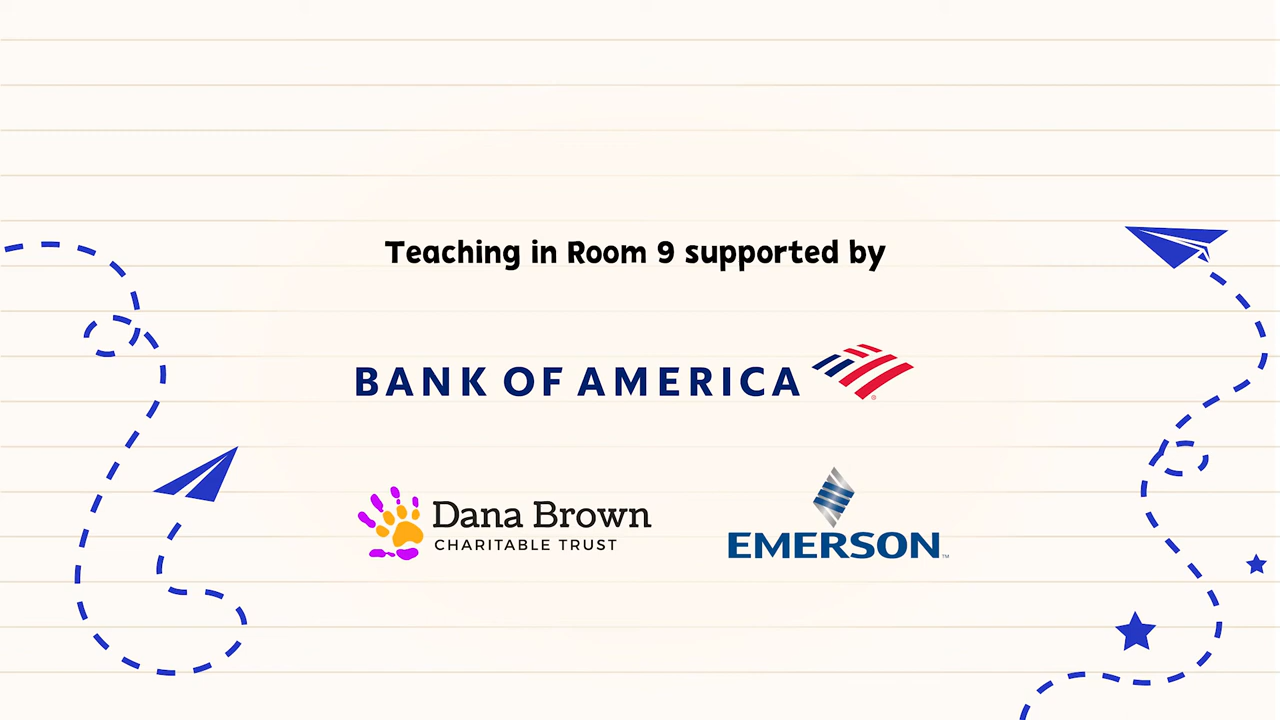 Teaching in Room 9 supported by
BANK OF AMERICA
Dana Brown
CHARITABLE TRUST
EMERSON